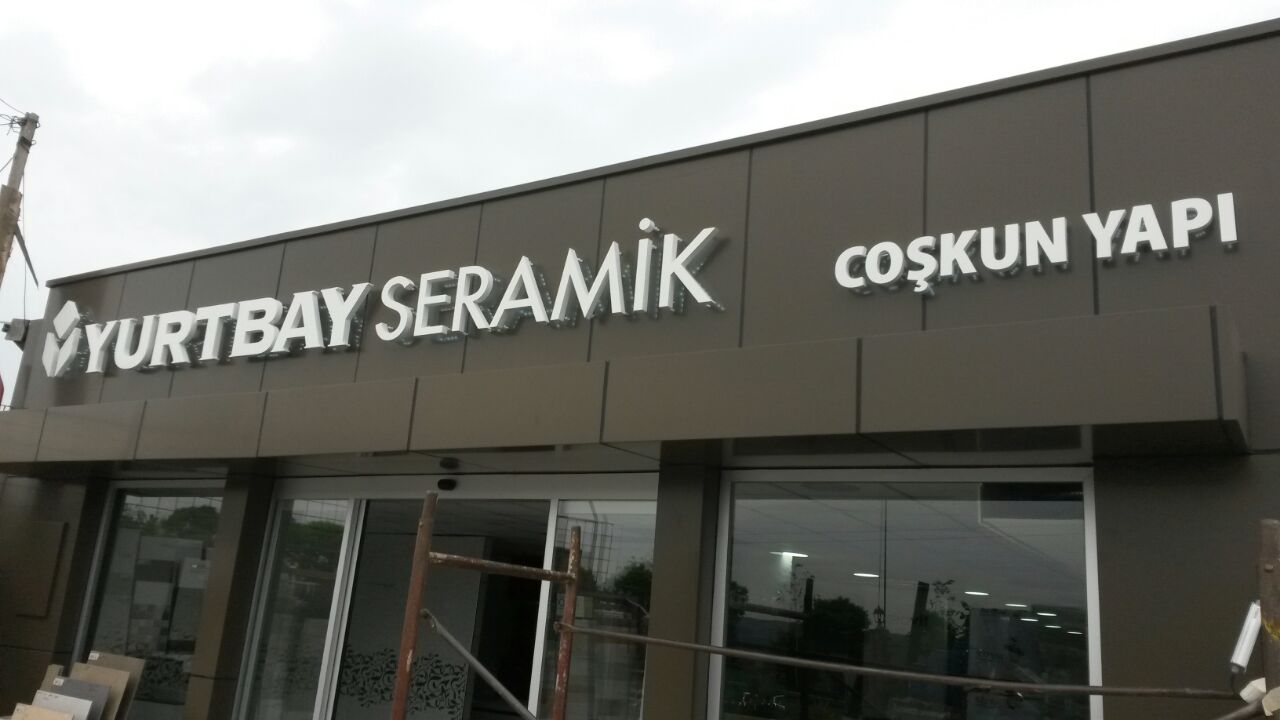 YURTBAY SERAMİK
COŞKUN YAPI